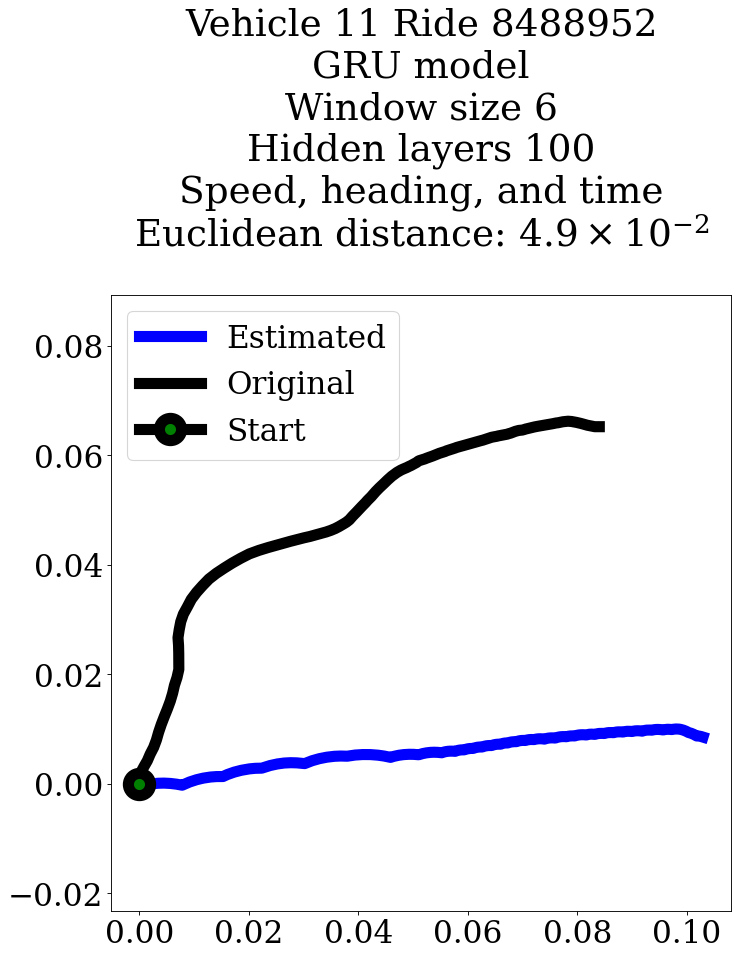 Vehicle 11 Ride 8488952
GRU model
Window size 6
Hidden layers 100
Speed, heading, and time
Euclidean distance: 4.9 × 10⁻²
Estimated
Original
Start
0.08
0.06
0.04
0.02
0.00
−0.02
0.00 0.02 0.04 0.06 0.08 0.10